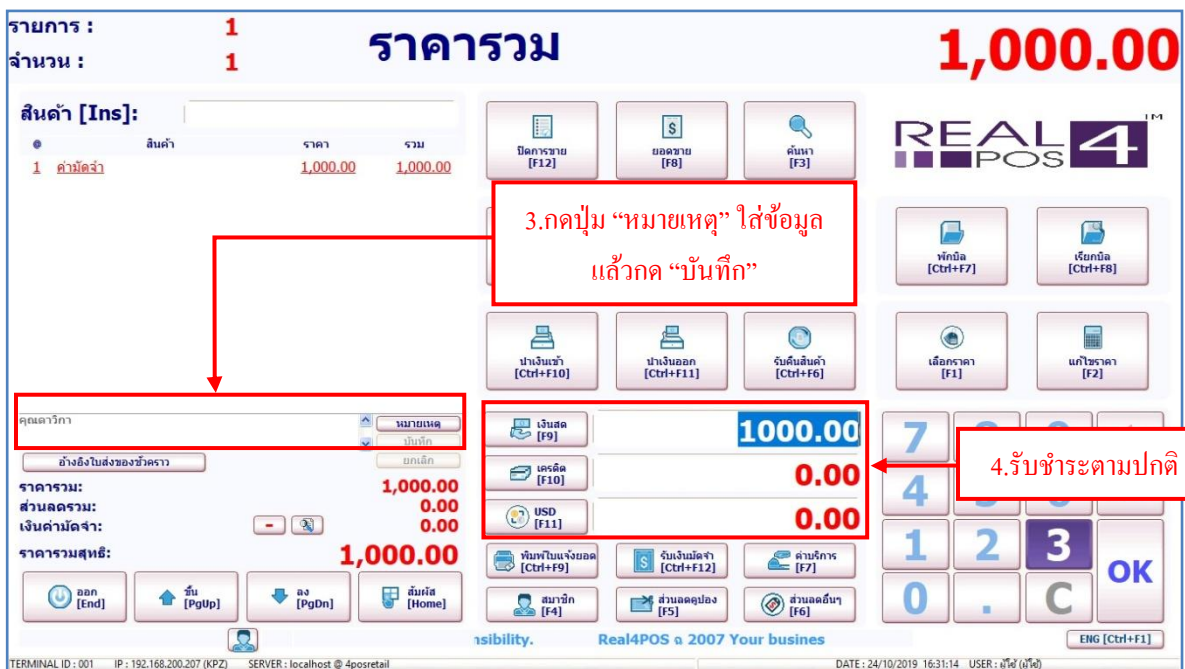 รายการ : 1
จำนวน : 1
ราคารวม
1,000.00
สินค้า [Ins]:
@ สินค้า ราคา รวม
1 ค่ามัดจำ 1,000.00 1,000.00
ปิดการขาย
[F12]
ยอดขาย
[F8]
ค้นหา
[F3]
REAL 4 POS TM
3.กดปุ่ม “หมายเหตุ” ใส่ข้อมูล
แล้วกด “บันทึก”
พักบิล
[Ctrl+F7]
เรียกบิล
[Ctrl+F8]
นำเงินเข้า
[Ctrl+F10]
นำเงินออก
[Ctrl+F11]
รับคืนสินค้า
[Ctrl+F6]
เลือกราคา
[F1]
แก้ไขราคา
[F2]
คุณดาวิกา
หมายเหตุ
บันทึก
ยกเลิก
อ้างอิงใบส่งของชั่วคราว
ราคารวม: 1,000.00
ส่วนลดรวม: 0.00
เงินค่ามัดจำ: - 0.00
ราคารวมสุทธิ: 1,000.00
เงินสด
[F9]
1000.00
เครดิต
[F10]
0.00
USD
[F11]
0.00
7
4.รับชำระตามปกติ
4
1 2 3
OK
0 . C
พิมพ์ใบแจ้งยอด
[Ctrl+F9]
รับเงินมัดจำ
[Ctrl+F12]
ค่าบริการ
[F7]
ออก
[End]
ขึ้น
[PgUp]
ลง
[PgDn]
สัมผัส
[Home]
สมาชิก
[F4]
ส่วนลดคูปอง
[F5]
ส่วนลดอื่นๆ
[F6]
nsibility. Real4POS ฉ 2007 Your busines
ENG [Ctrl+F1]
TERMINAL ID : 001 IP : 192.168.200.207 (KPZ) SERVER : localhost @ 4posretail DATE : 24/10/2019 16:31:14 USER : ผู้ใช้ (ผู้ใช้)